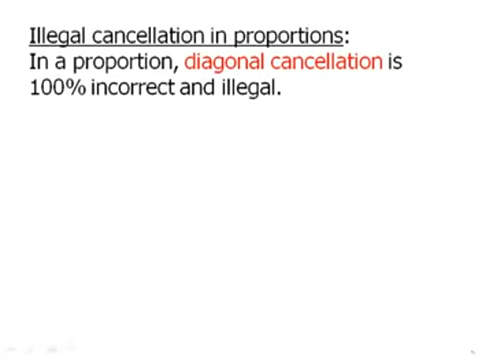 Illegal cancellation in proportions:
In a proportion, diagonal cancellation is
100% incorrect and illegal.